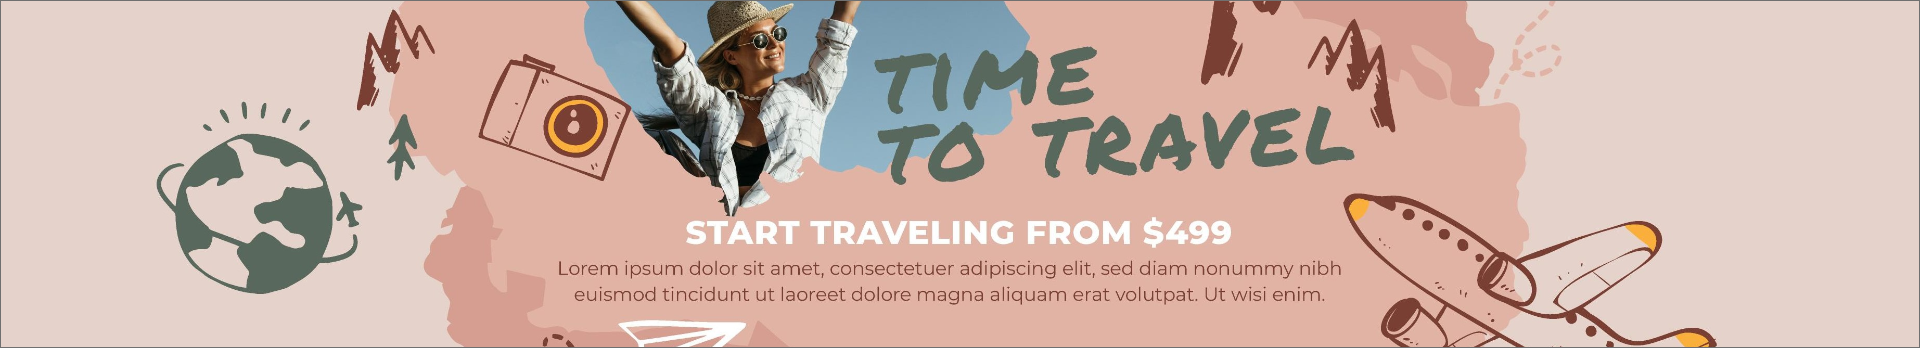 TIME
TO TRAVEL
START TRAVELING FROM $499
Lorem ipsum dolor sit amet, consectetuer adipiscing elit, sed diam nonummy nibh
euismod tincidunt ut laoreet dolore magna aliquam erat volutpat. Ut wisi enim.